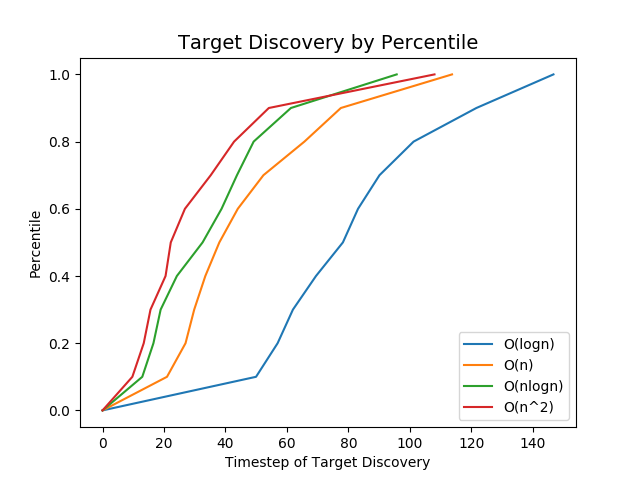 Target Discovery by Percentile
Percentile
1.0
0.8
0.6
0.4
0.2
0.0
O(logn)
O(n)
O(nlogn)
O(n^2)
0 20 40 60 80 100 120 140
Timestep of Target Discovery